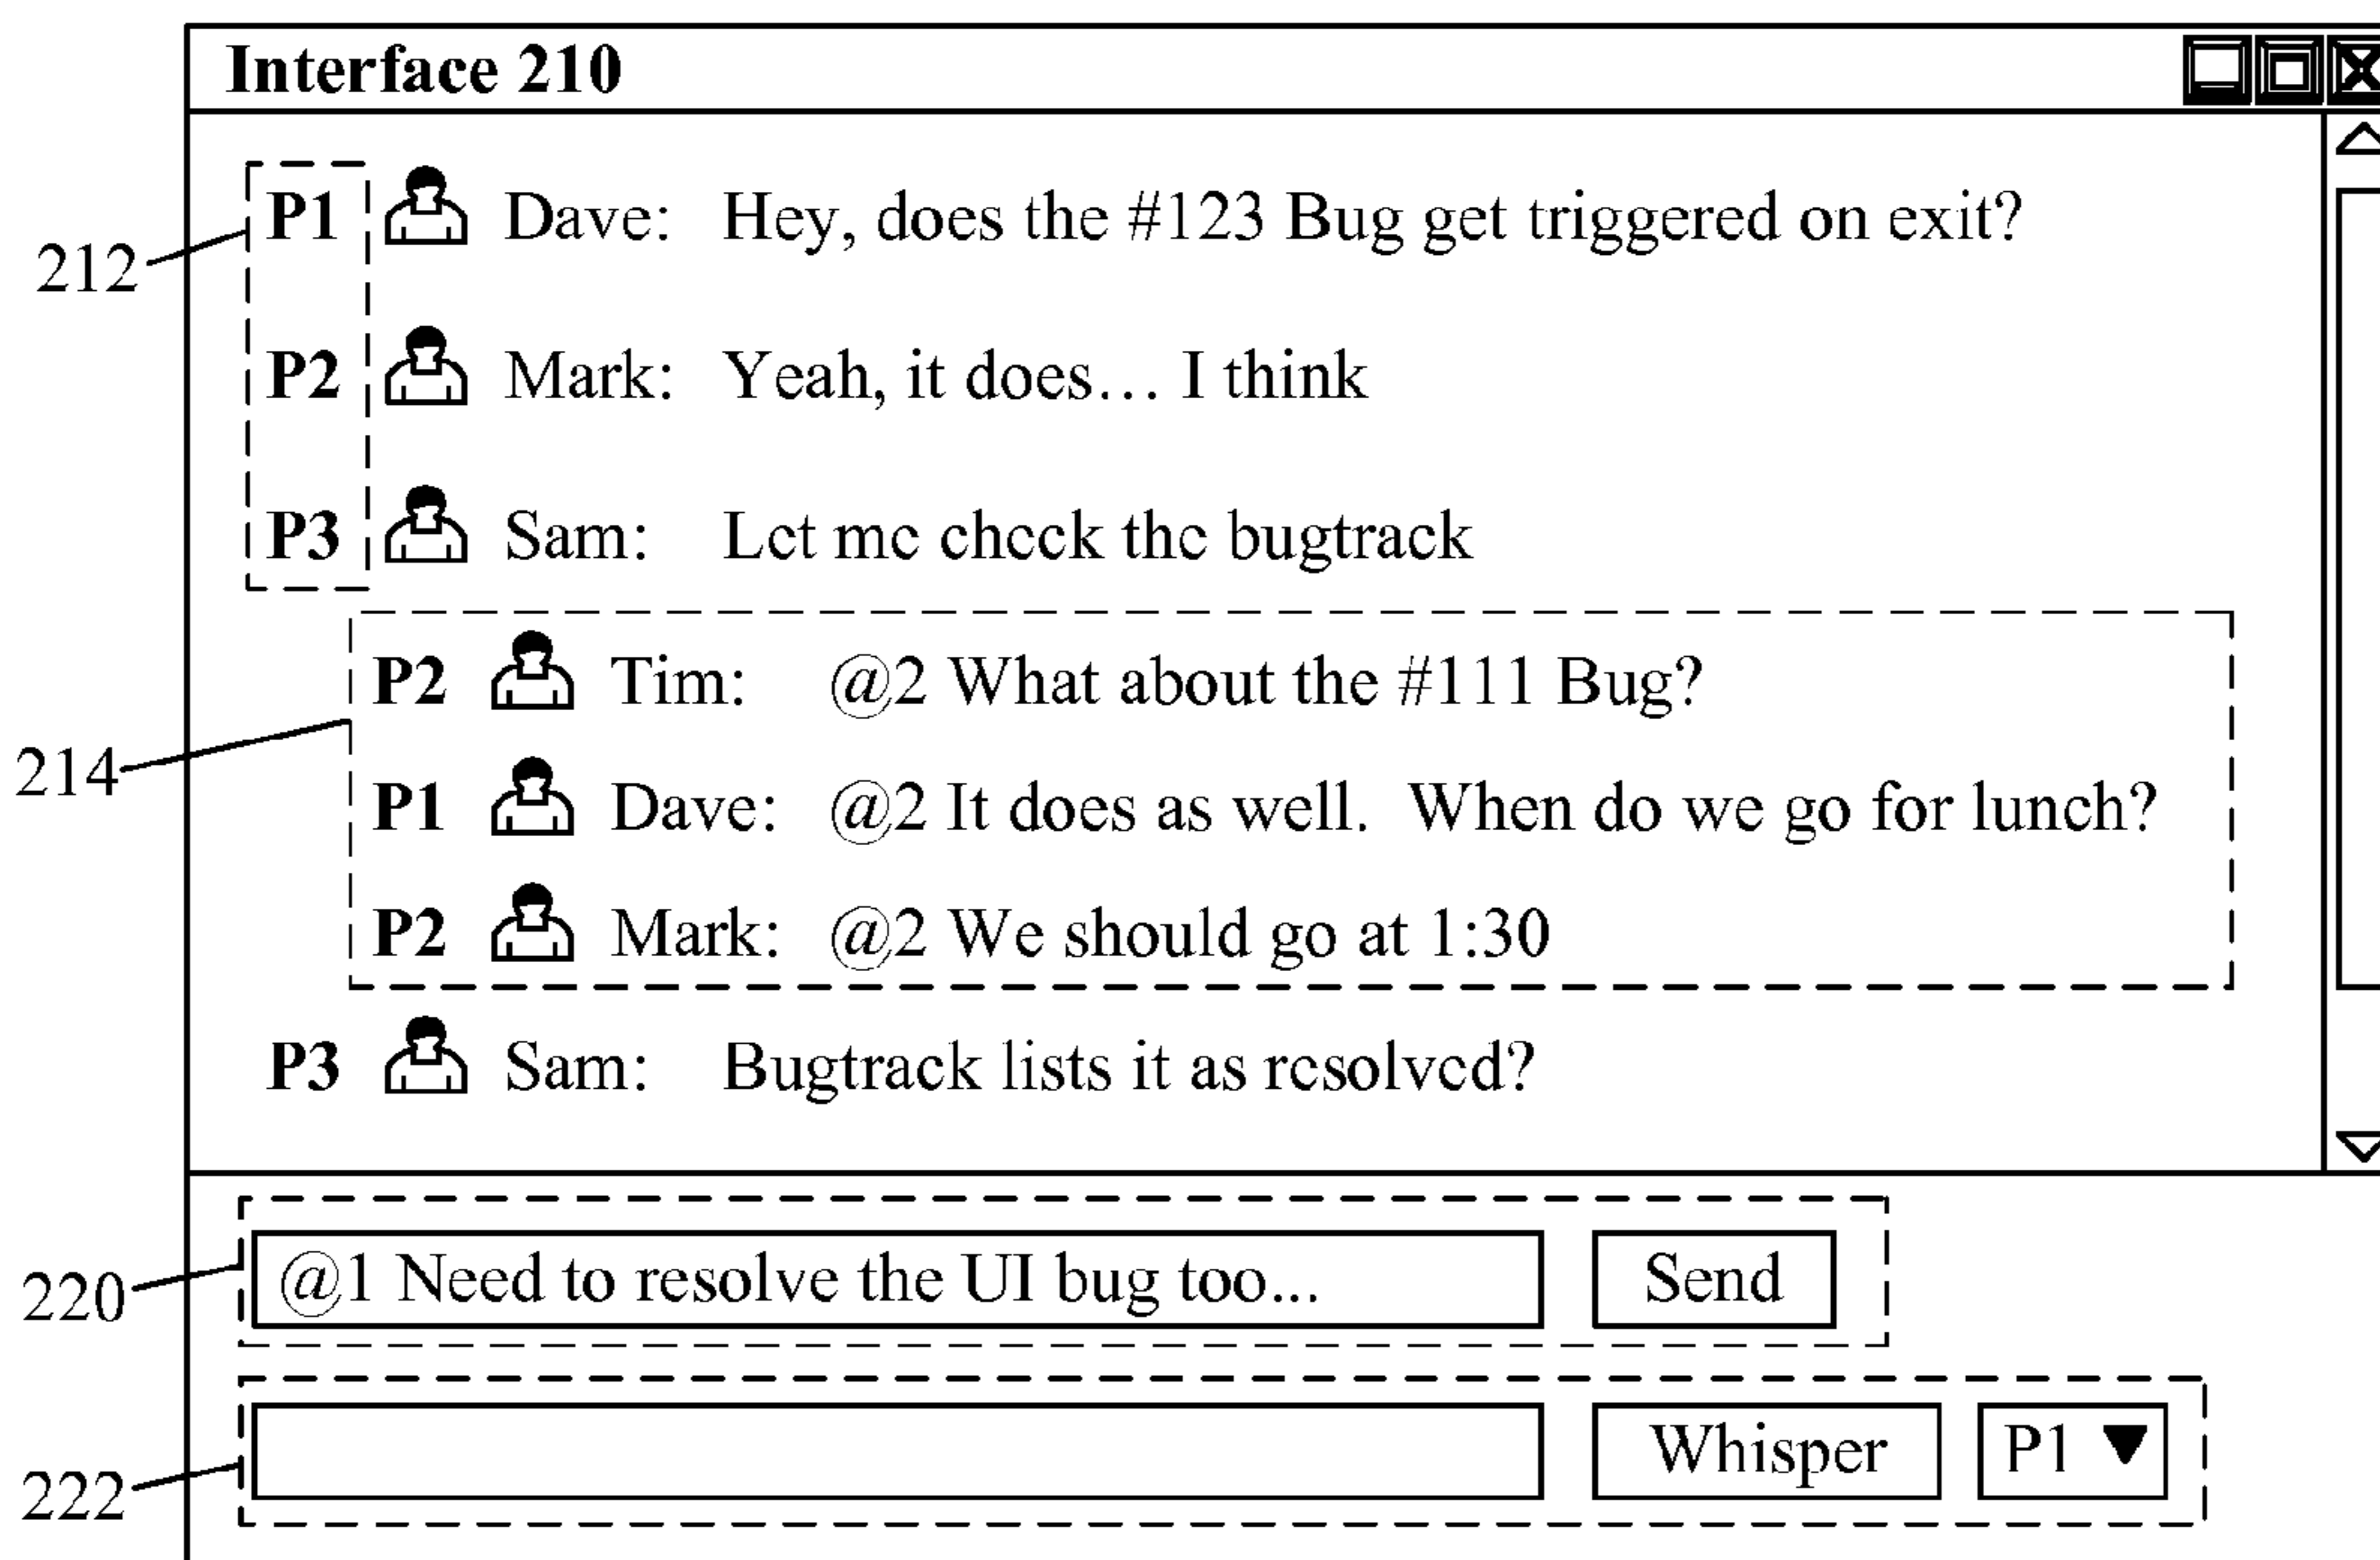 Interface 210
212
P1 Dave: Hey, does the #123 Bug get triggered on exit?
P2 Mark: Yeah, it does... I think
P3 Sam: Let me check the bugtrack
214
P2 Tim: @2 What about the #111 Bug?
P1 Dave: @2 It does as well. When do we go for lunch?
P2 Mark: @2 We should go at 1:30
P3 Sam: Bugtrack lists it as resolved?
220
@1 Need to resolve the UI bug too... Send
222
Whisper P1